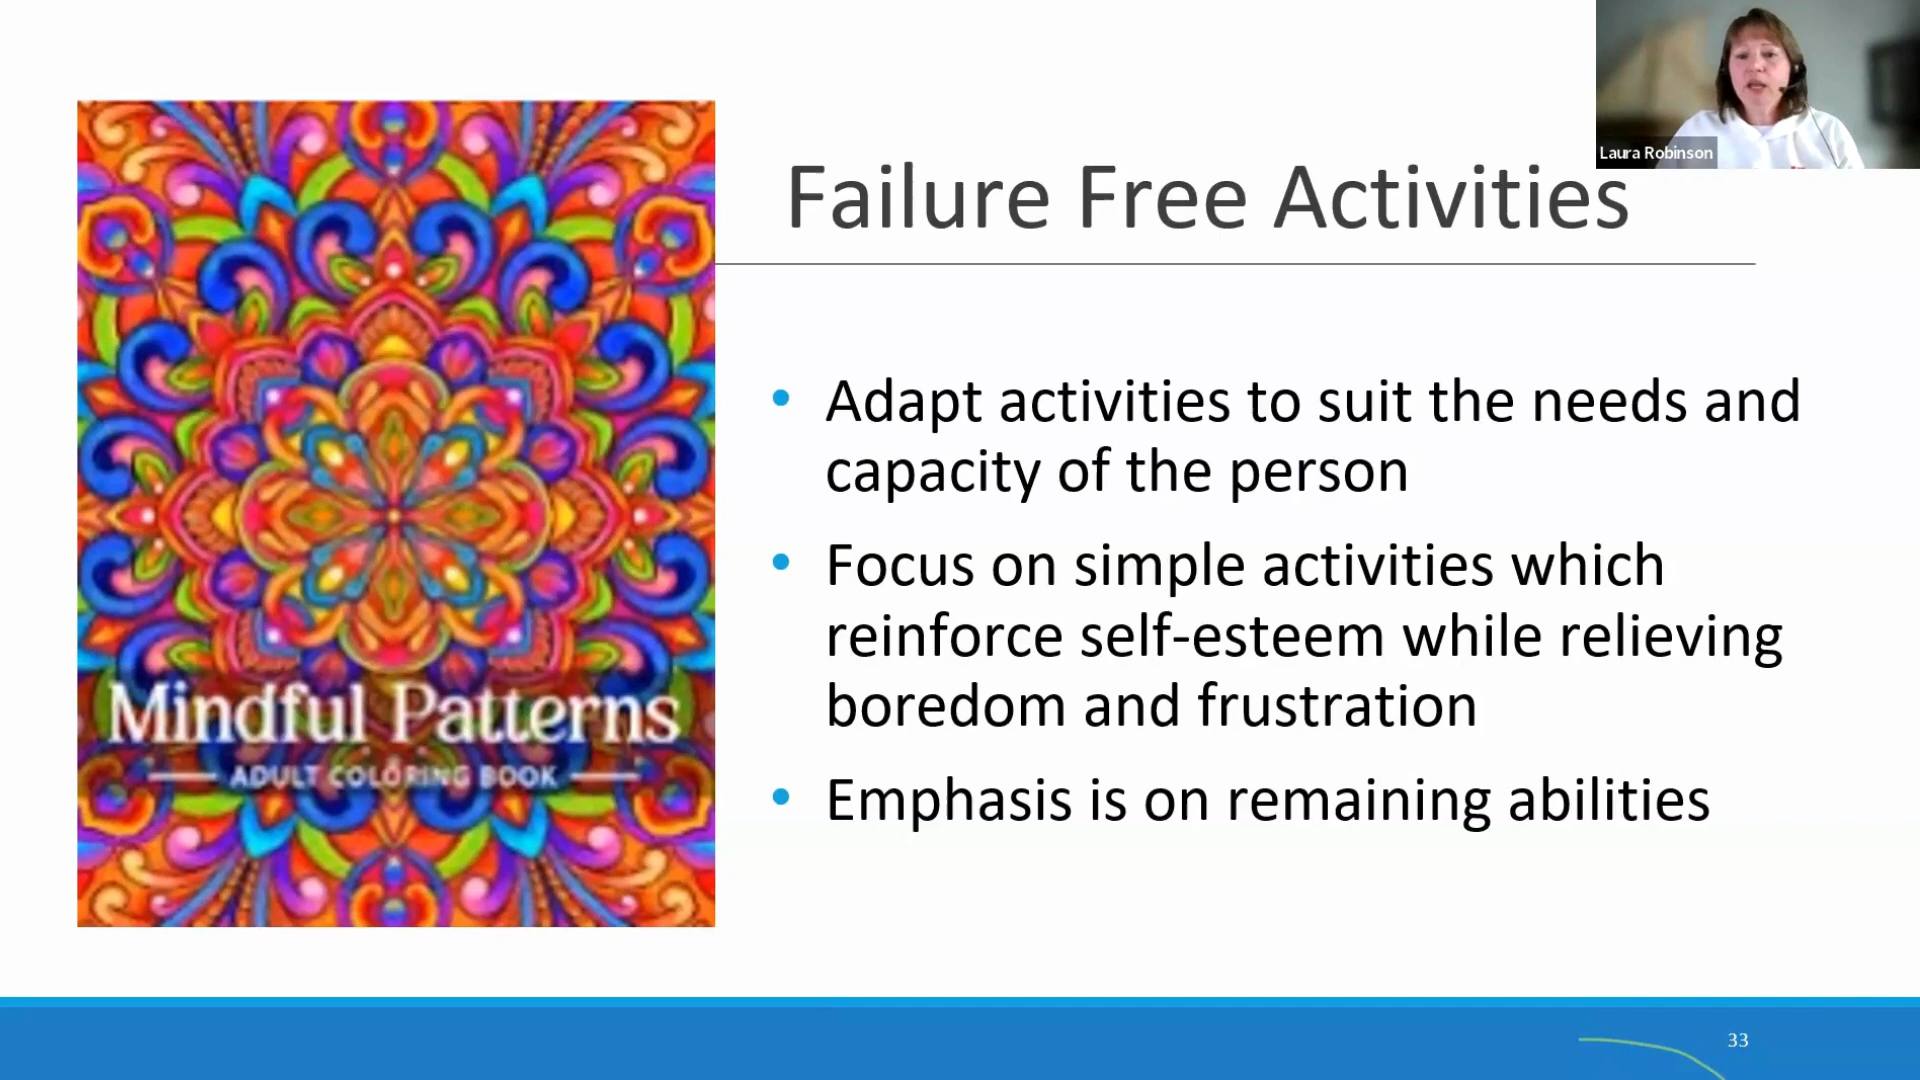 Laura Robinson
Failure Free Activities
• Adapt activities to suit the needs and
capacity of the person
• Focus on simple activities which
reinforce self-esteem while relieving
boredom and frustration
• Emphasis is on remaining abilities
Mindful Patterns
ADULT COLORING BOOK
33